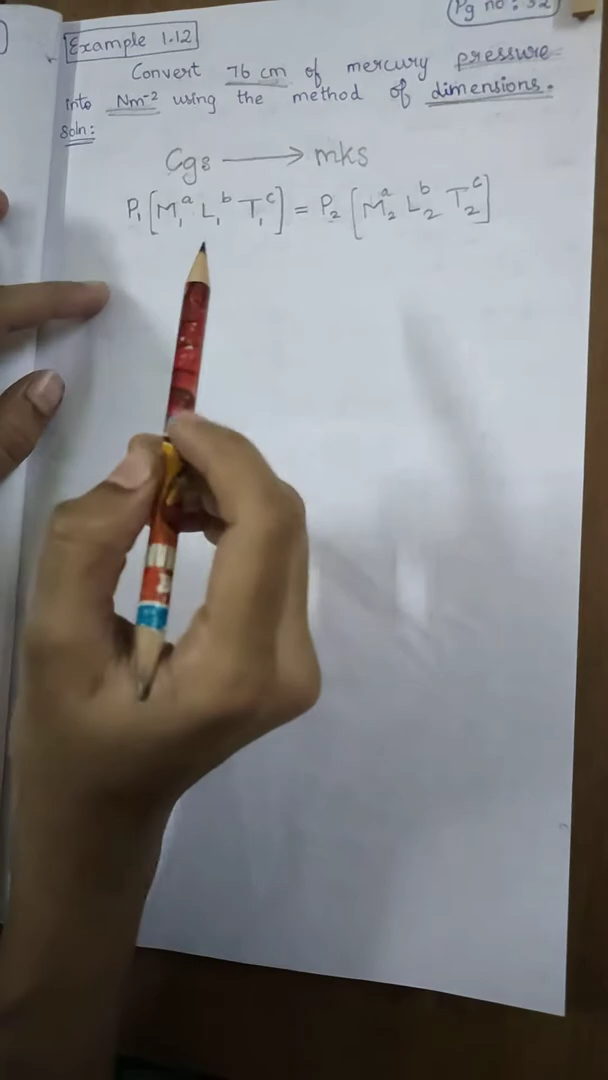 (Pg no: 32
Example 1.12
Convert 76 cm of mercury pressure
into Nm⁻² using the method of dimensions.
Soln:
Cgs ⟶ mks
P₁[M₁ᵃ L₁ᵇ T₁ᶜ] = P₂[M₂ᵃ L₂ᵇ T₂ᶜ]